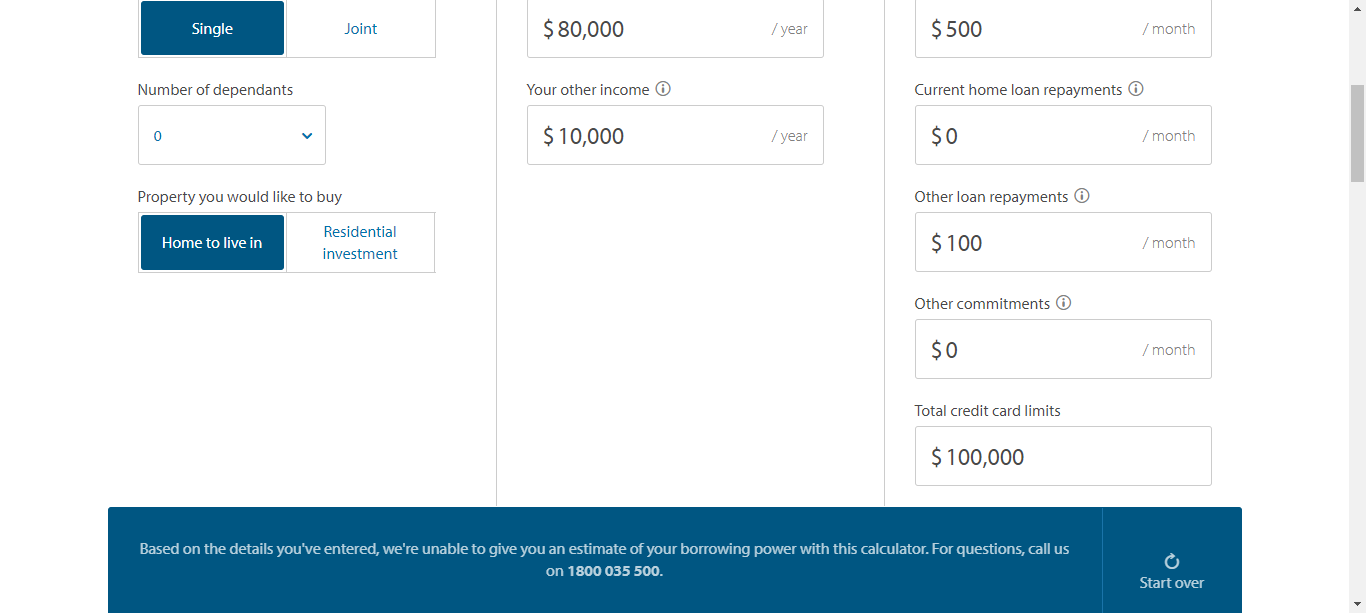 Single
Joint
Number of dependants
0
Property you would like to buy
Home to live in
Residential
investment
$ 80,000 / year
Your other income
$ 10,000 / year
$ 500 / month
Current home loan repayments
$ 0 / month
Other loan repayments
$ 100 / month
Other commitments
$ 0 / month
Total credit card limits
$ 100,000
Based on the details you've entered, we're unable to give you an estimate of your borrowing power with this calculator. For questions, call us
on 1800 035 500.
Start over